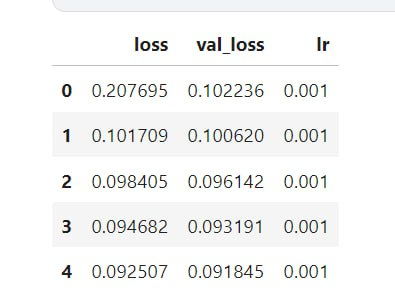 loss val_loss lr
0 0.207695 0.102236 0.001
1 0.101709 0.100620 0.001
2 0.098405 0.096142 0.001
3 0.094682 0.093191 0.001
4 0.092507 0.091845 0.001